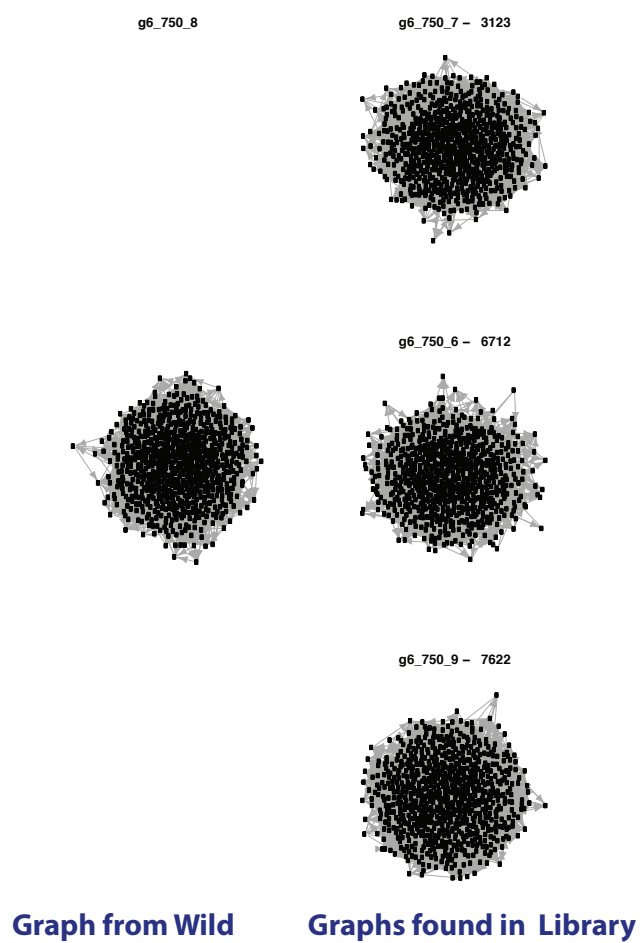 g6_750_8
g6_750_7 – 3123
g6_750_6 – 6712
g6_750_9 – 7622
Graph from Wild
Graphs found in Library